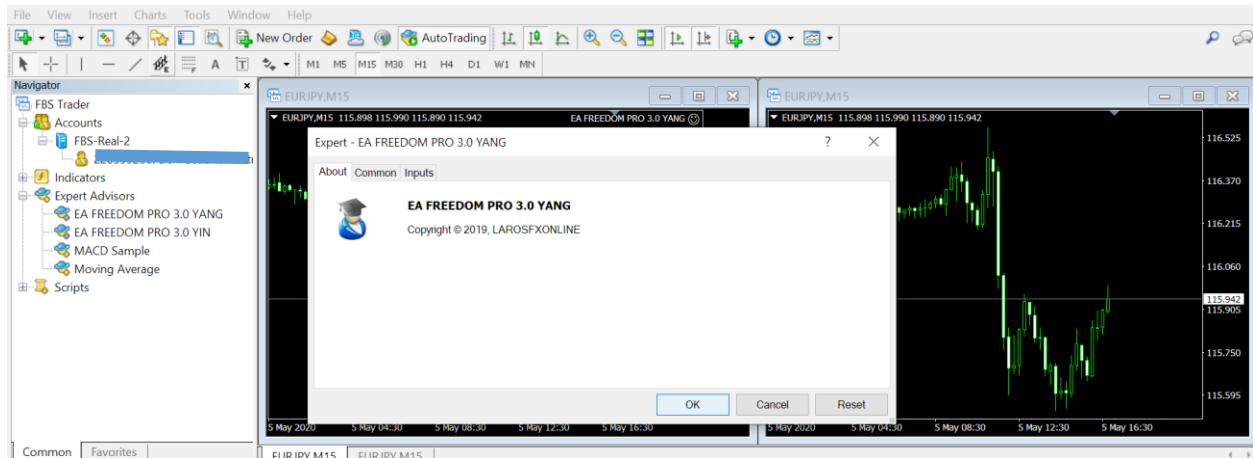 File View Insert Charts Tools Window Help
New Order AutoTrading
A T M1 M5 M15 M30 H1 H4 D1 W1 MN
Navigator
FBS Trader
Accounts
FBS-Real-2
Indicators
Expert Advisors
EA FREEDOM PRO 3.0 YANG
EA FREEDOM PRO 3.0 YIN
MACD Sample
Moving Average
Scripts
Common Favorites
EURJPY,M15
EURJPY,M15 115.898 115.990 115.890 115.942 EA FREEDOM PRO 3.0 YANG
Expert - EA FREEDOM PRO 3.0 YANG ?
About Common Inputs
EA FREEDOM PRO 3.0 YANG
Copyright © 2019, LAROSFXONLINE
OK Cancel Reset
5 May 2020 5 May 04:30 5 May 08:30 5 May 12:30 5 May 16:30
EURJPY,M15
EURJPY,M15 115.898 115.990 115.890 115.942
116.525
116.370
116.215
116.060
115.942
115.905
115.750
115.595
5 May 2020 5 May 04:30 5 May 08:30 5 May 12:30 5 May 16:30
EURJPY,M15 EURJPY,M15